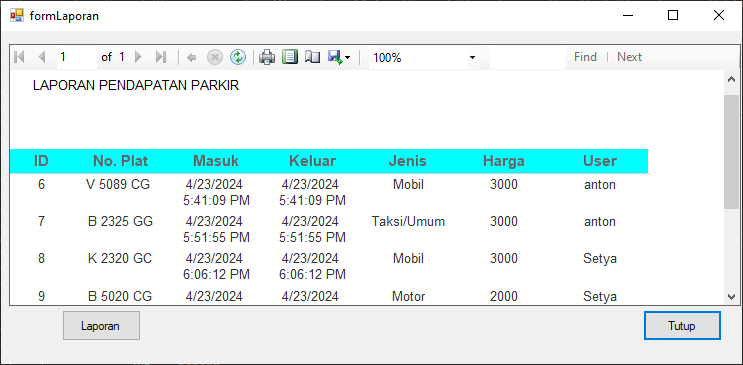 formLaporan
1 of 1 100% Find | Next
LAPORAN PENDAPATAN PARKIR
ID No. Plat Masuk Keluar Jenis Harga User
6 V 5089 CG 4/23/2024 4/23/2024 Mobil 3000 anton
5:41:09 PM 5:41:09 PM
7 B 2325 GG 4/23/2024 4/23/2024 Taksi/Umum 3000 anton
5:51:55 PM 5:51:55 PM
8 K 2320 GC 4/23/2024 4/23/2024 Mobil 3000 Setya
6:06:12 PM 6:06:12 PM
9 B 5020 CG 4/23/2024 4/23/2024 Motor 2000 Setya
Laporan Tutup